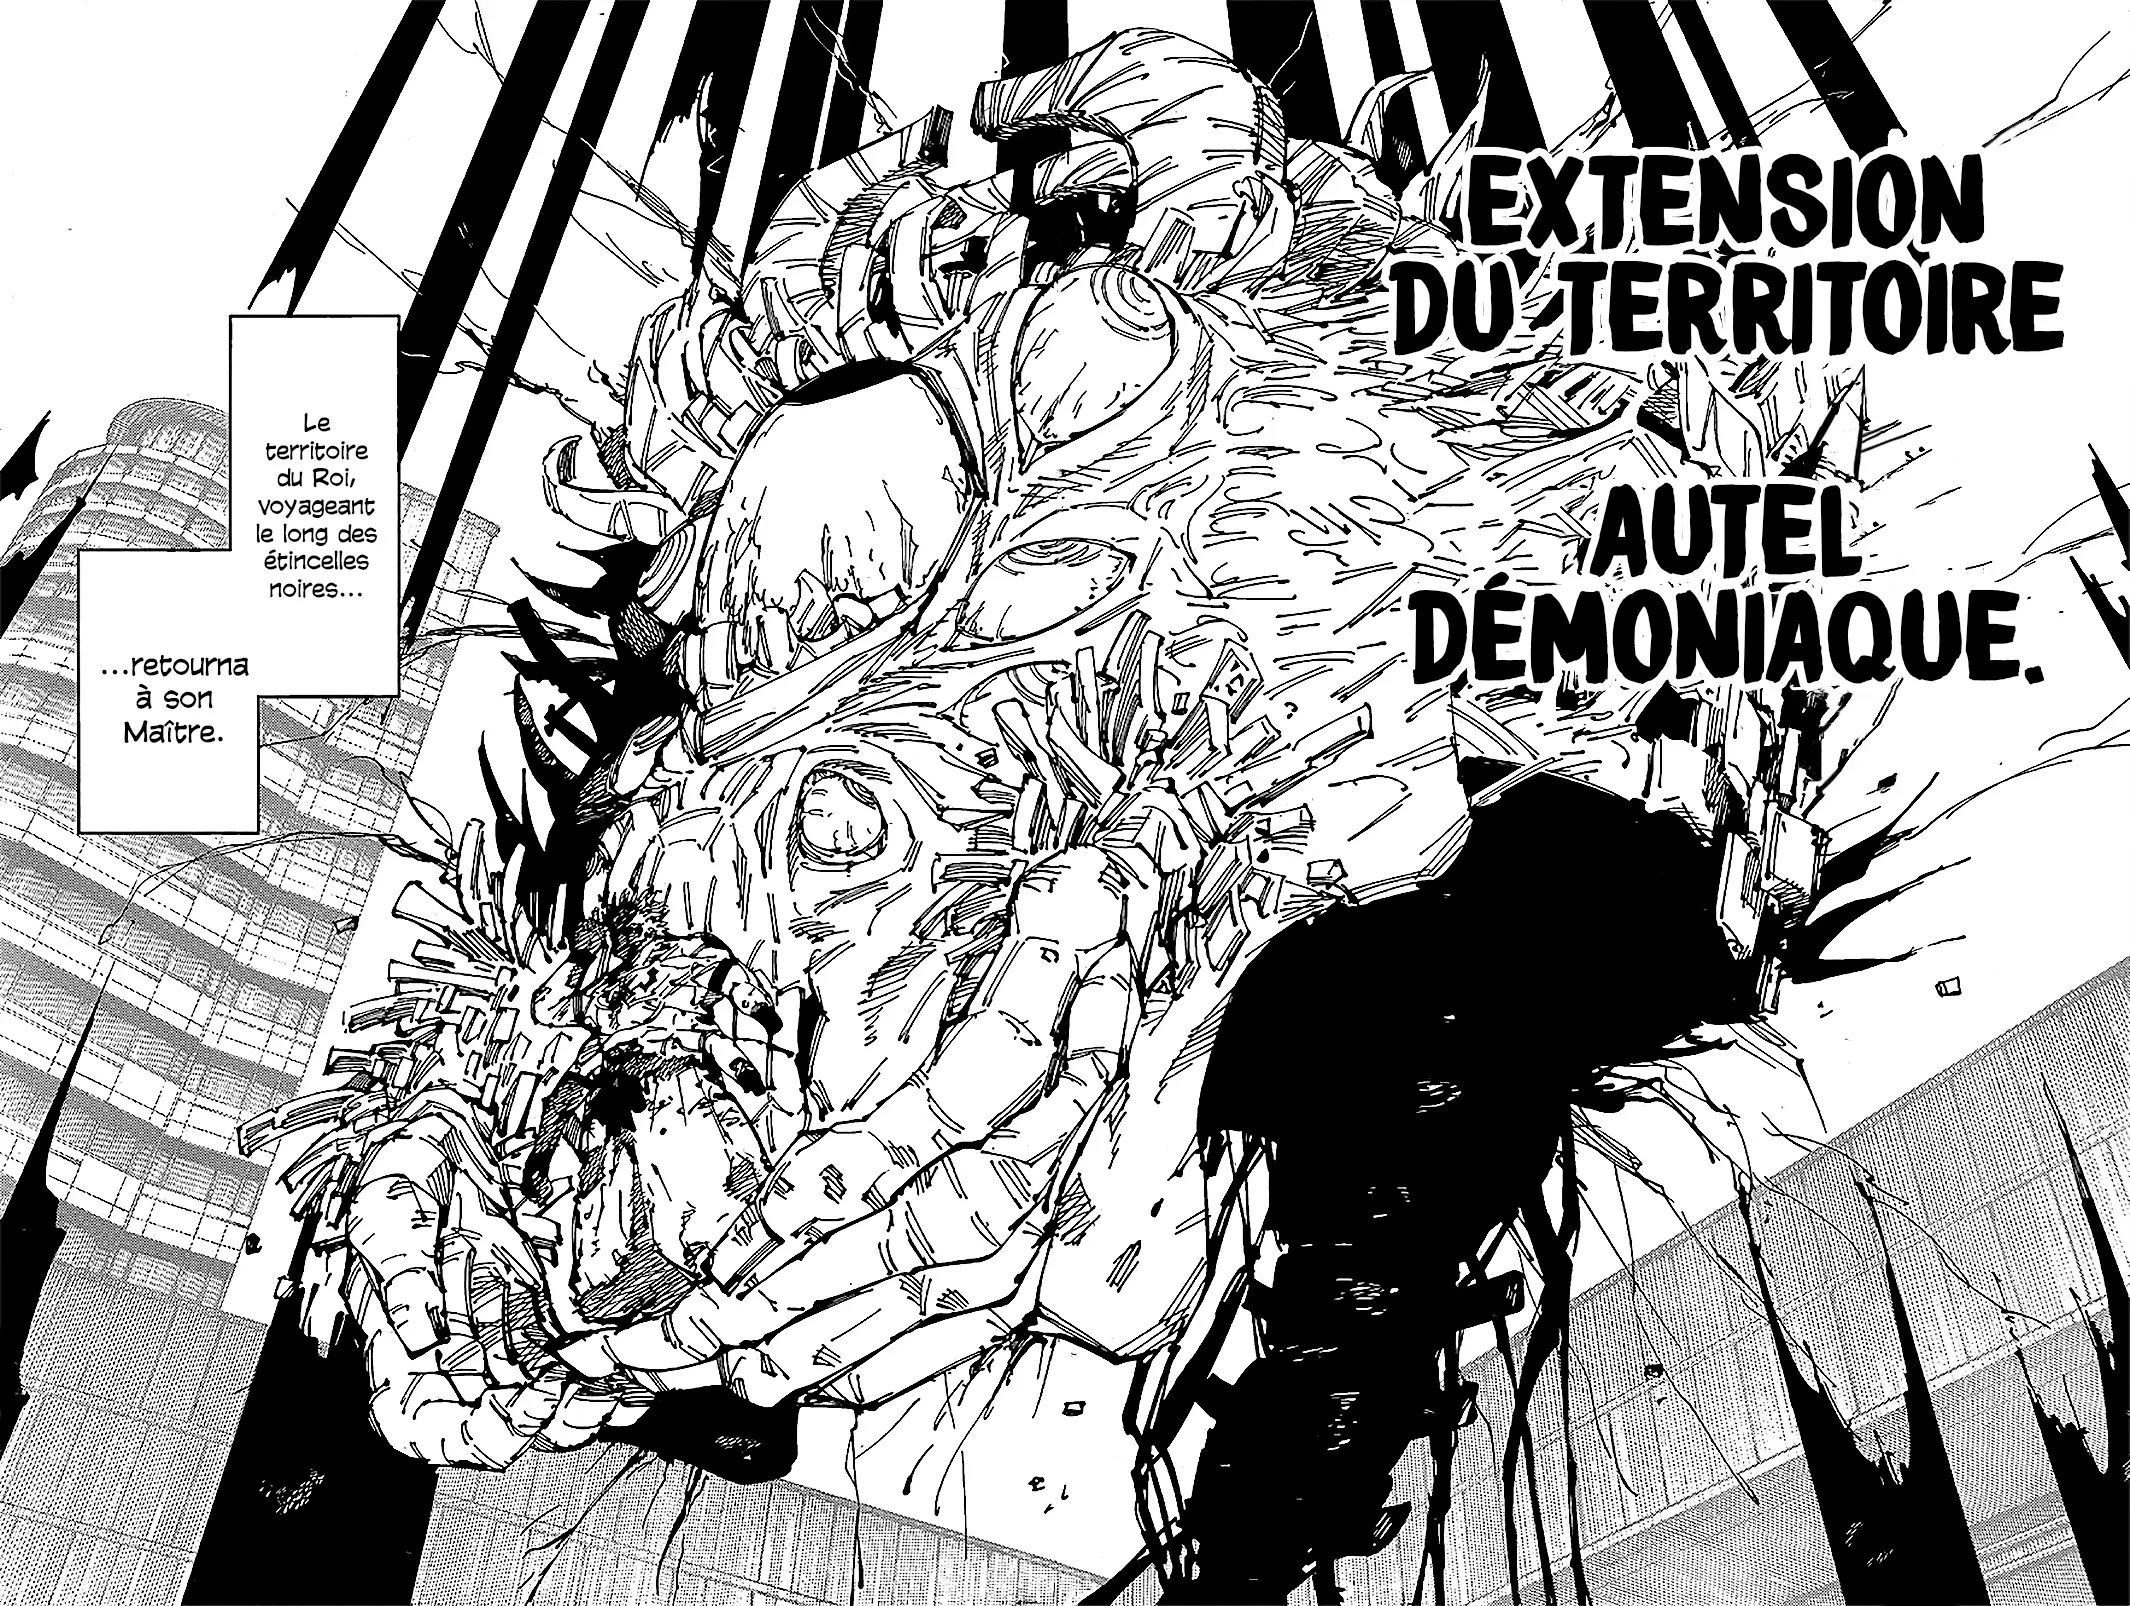 EXTENSION
DU TERRITOIRE
AUTEL
DÉMONIAQUE.
Le
territoire
du Roi,
voyageant
le long des
étincelles
noires...
...retourna
à son
Maître.